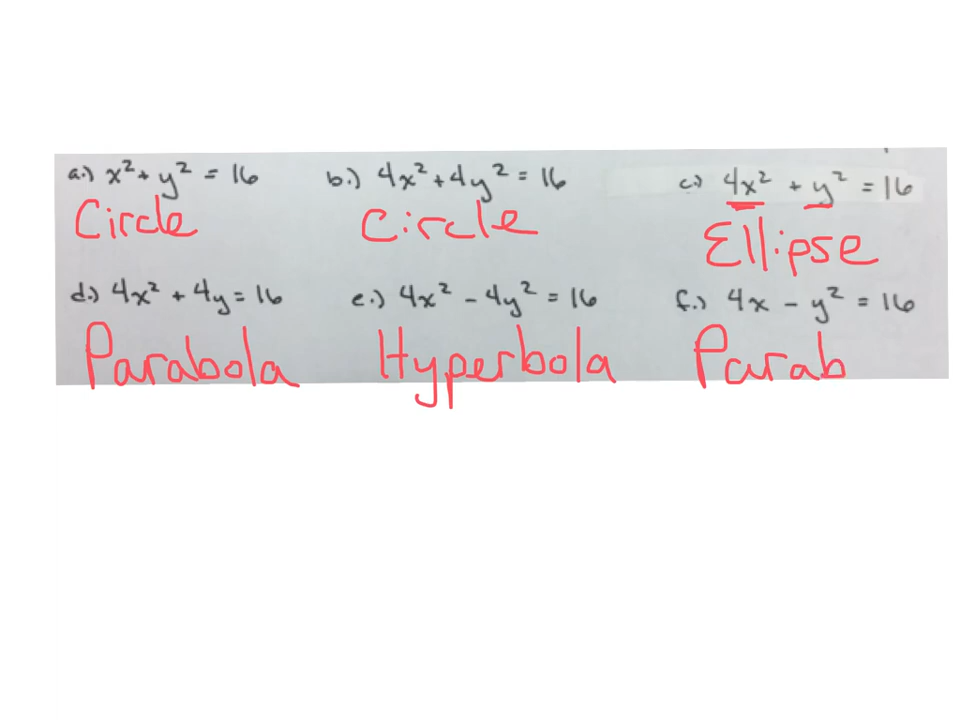 a.) x² + y² = 16 b.) 4x² + 4y² = 16 c.) 4x² + y² = 16
Circle Circle Ellipse
d.) 4x² + 4y = 16 e.) 4x² - 4y² = 16 f.) 4x - y² = 16
Parabola Hyperbola Parab